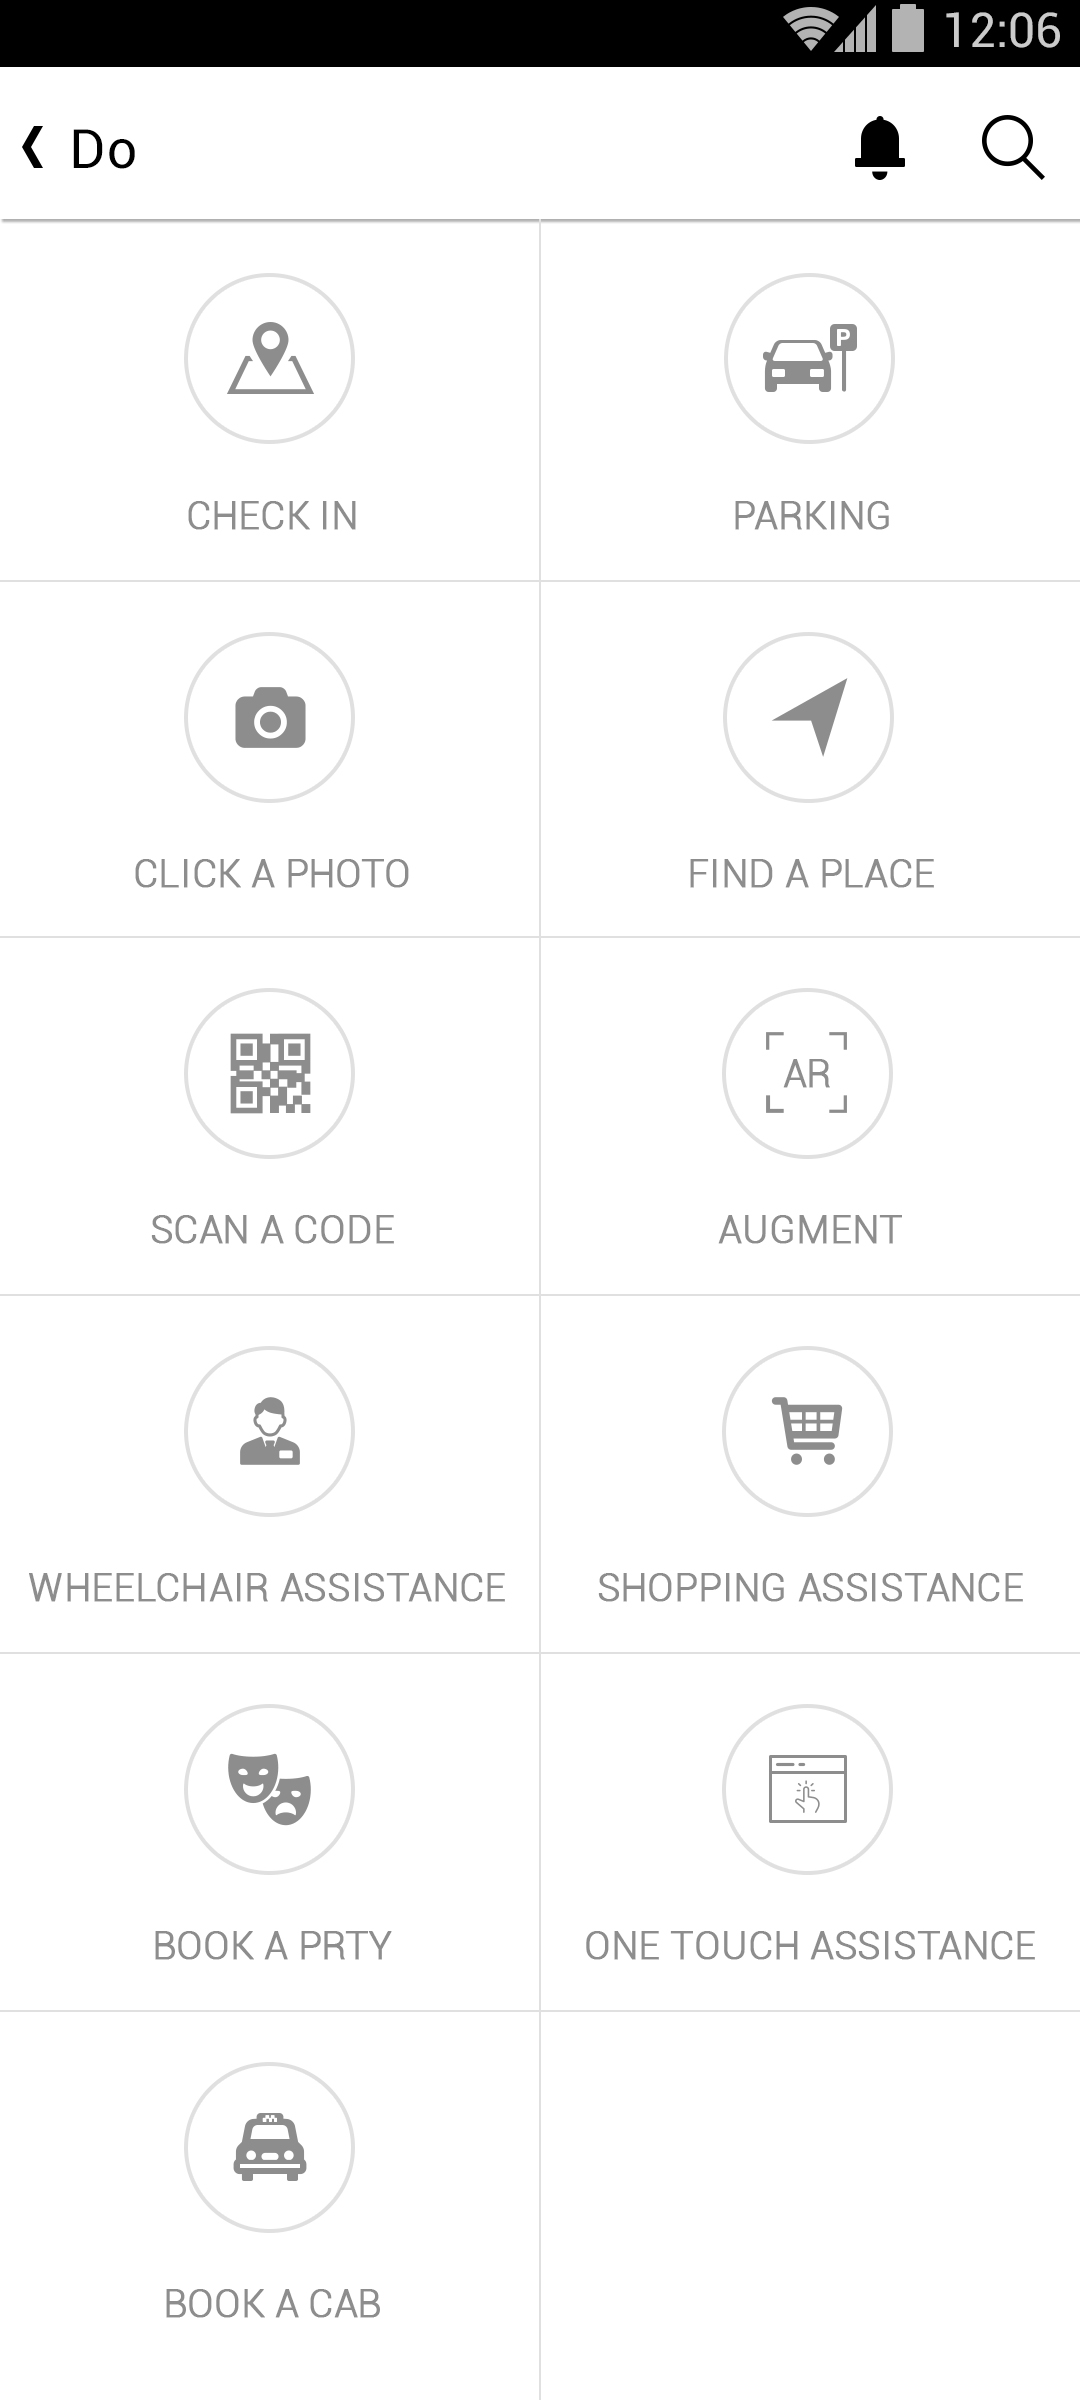 12:06
Do
CHECK IN
P
PARKING
CLICK A PHOTO
FIND A PLACE
SCAN A CODE
AR
AUGMENT
WHEELCHAIR ASSISTANCE
SHOPPING ASSISTANCE
BOOK A PRTY
ONE TOUCH ASSISTANCE
BOOK A CAB